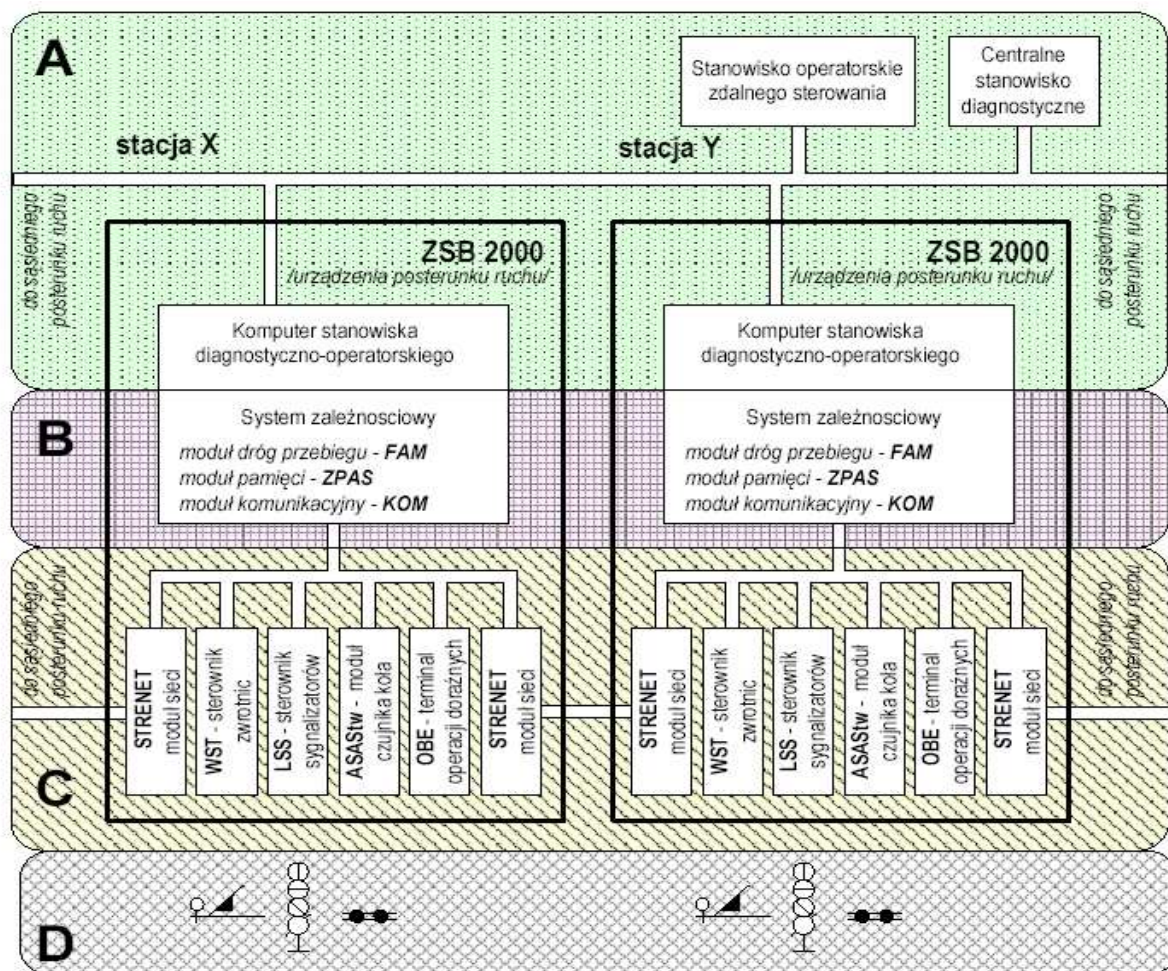 A
Stanowisko operatorskie
zdalnego sterowania
Centralne
stanowisko
diagnostyczne
stacja X
stacja Y
do sąsiedniego
posterunku ruchu
ZSB 2000
/urządzenia posterunku ruchu/
ZSB 2000
/urządzenia posterunku ruchu/
do sąsiedniego
posterunku ruchu
Komputer stanowiska
diagnostyczno-operatorskiego
Komputer stanowiska
diagnostyczno-operatorskiego
B
System zależnosciowy
moduł dróg przebiegu - FAM
moduł pamięci - ZPAS
moduł komunikacyjny - KOM
System zależnosciowy
moduł dróg przebiegu - FAM
moduł pamięci - ZPAS
moduł komunikacyjny - KOM
C
do sąsiedniego
posterunku ruchu
STRENET
moduł sieci
WST - sterownik
zwrotnic
LSS - sterownik
sygnalizatorów
ASAStw - moduł
czujnika koła
OBE - terminal
operacji doraźnych
STRENET
moduł sieci
STRENET
moduł sieci
WST - sterownik
zwrotnic
LSS - sterownik
sygnalizatorów
ASAStw - moduł
czujnika koła
OBE - terminal
operacji doraźnych
STRENET
moduł sieci
do sąsiedniego
posterunku ruchu
D